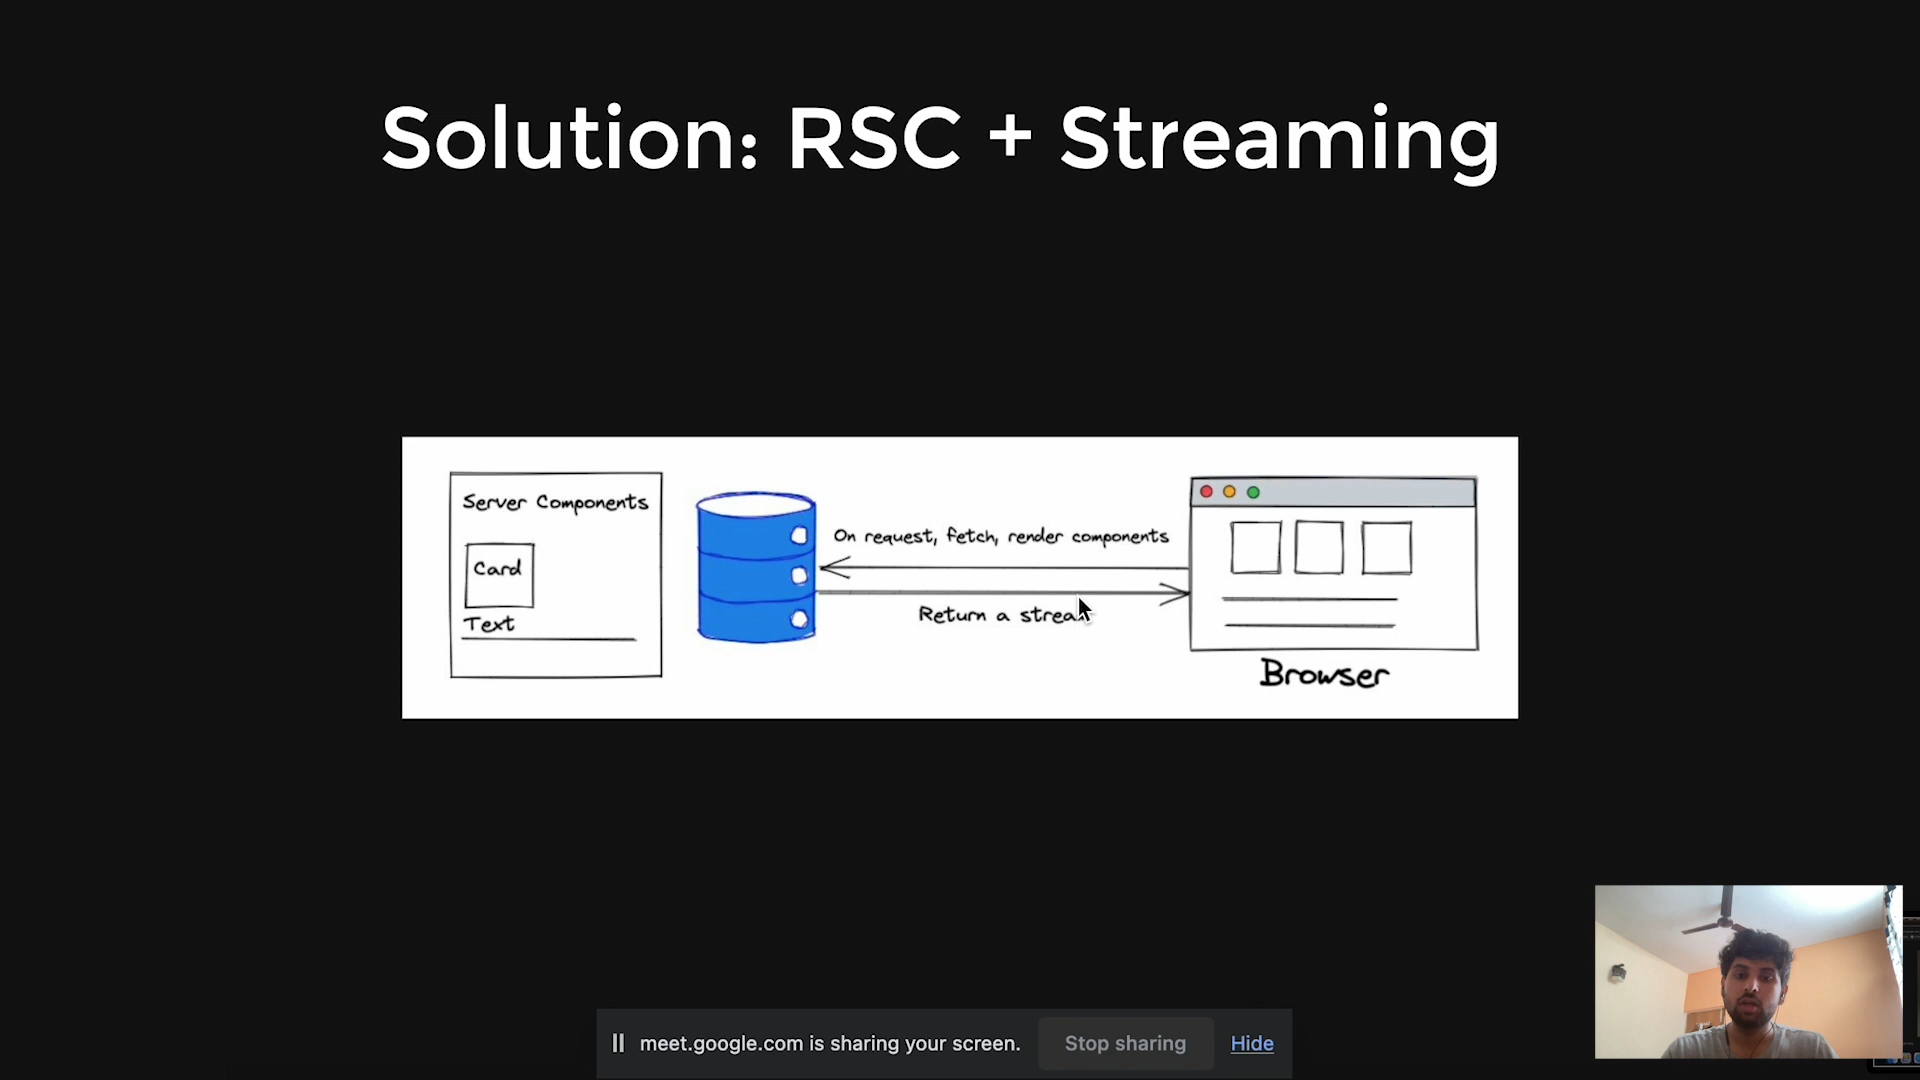 Solution: RSC + Streaming
Server Components
Card
Text
On request, fetch, render components
Return a stream
Browser
meet.google.com is sharing your screen.
Stop sharing
Hide